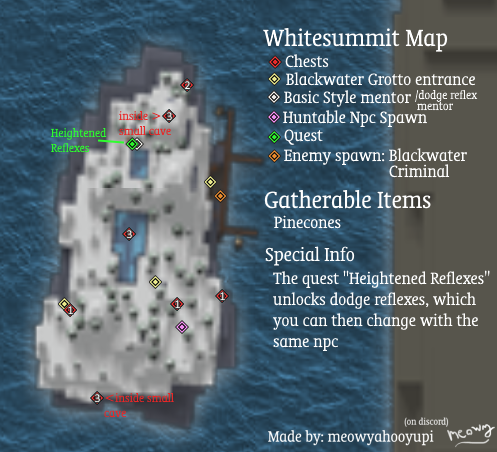 Whitesummit Map
Chests
Blackwater Grotto entrance
Basic Style mentor /dodge reflex
mentor
Huntable Npc Spawn
Quest
Enemy spawn: Blackwater
Criminal
Gatherable Items
Pinecones
Special Info
The quest "Heightened Reflexes"
unlocks dodge reflexes, which
you can then change with the
same npc
(on discord)
Made by: meowyahooyupi
meowy
2
inside ->
small cave
3
Heightened
Reflexes
3
1
1
1
3
<-inside small
cave